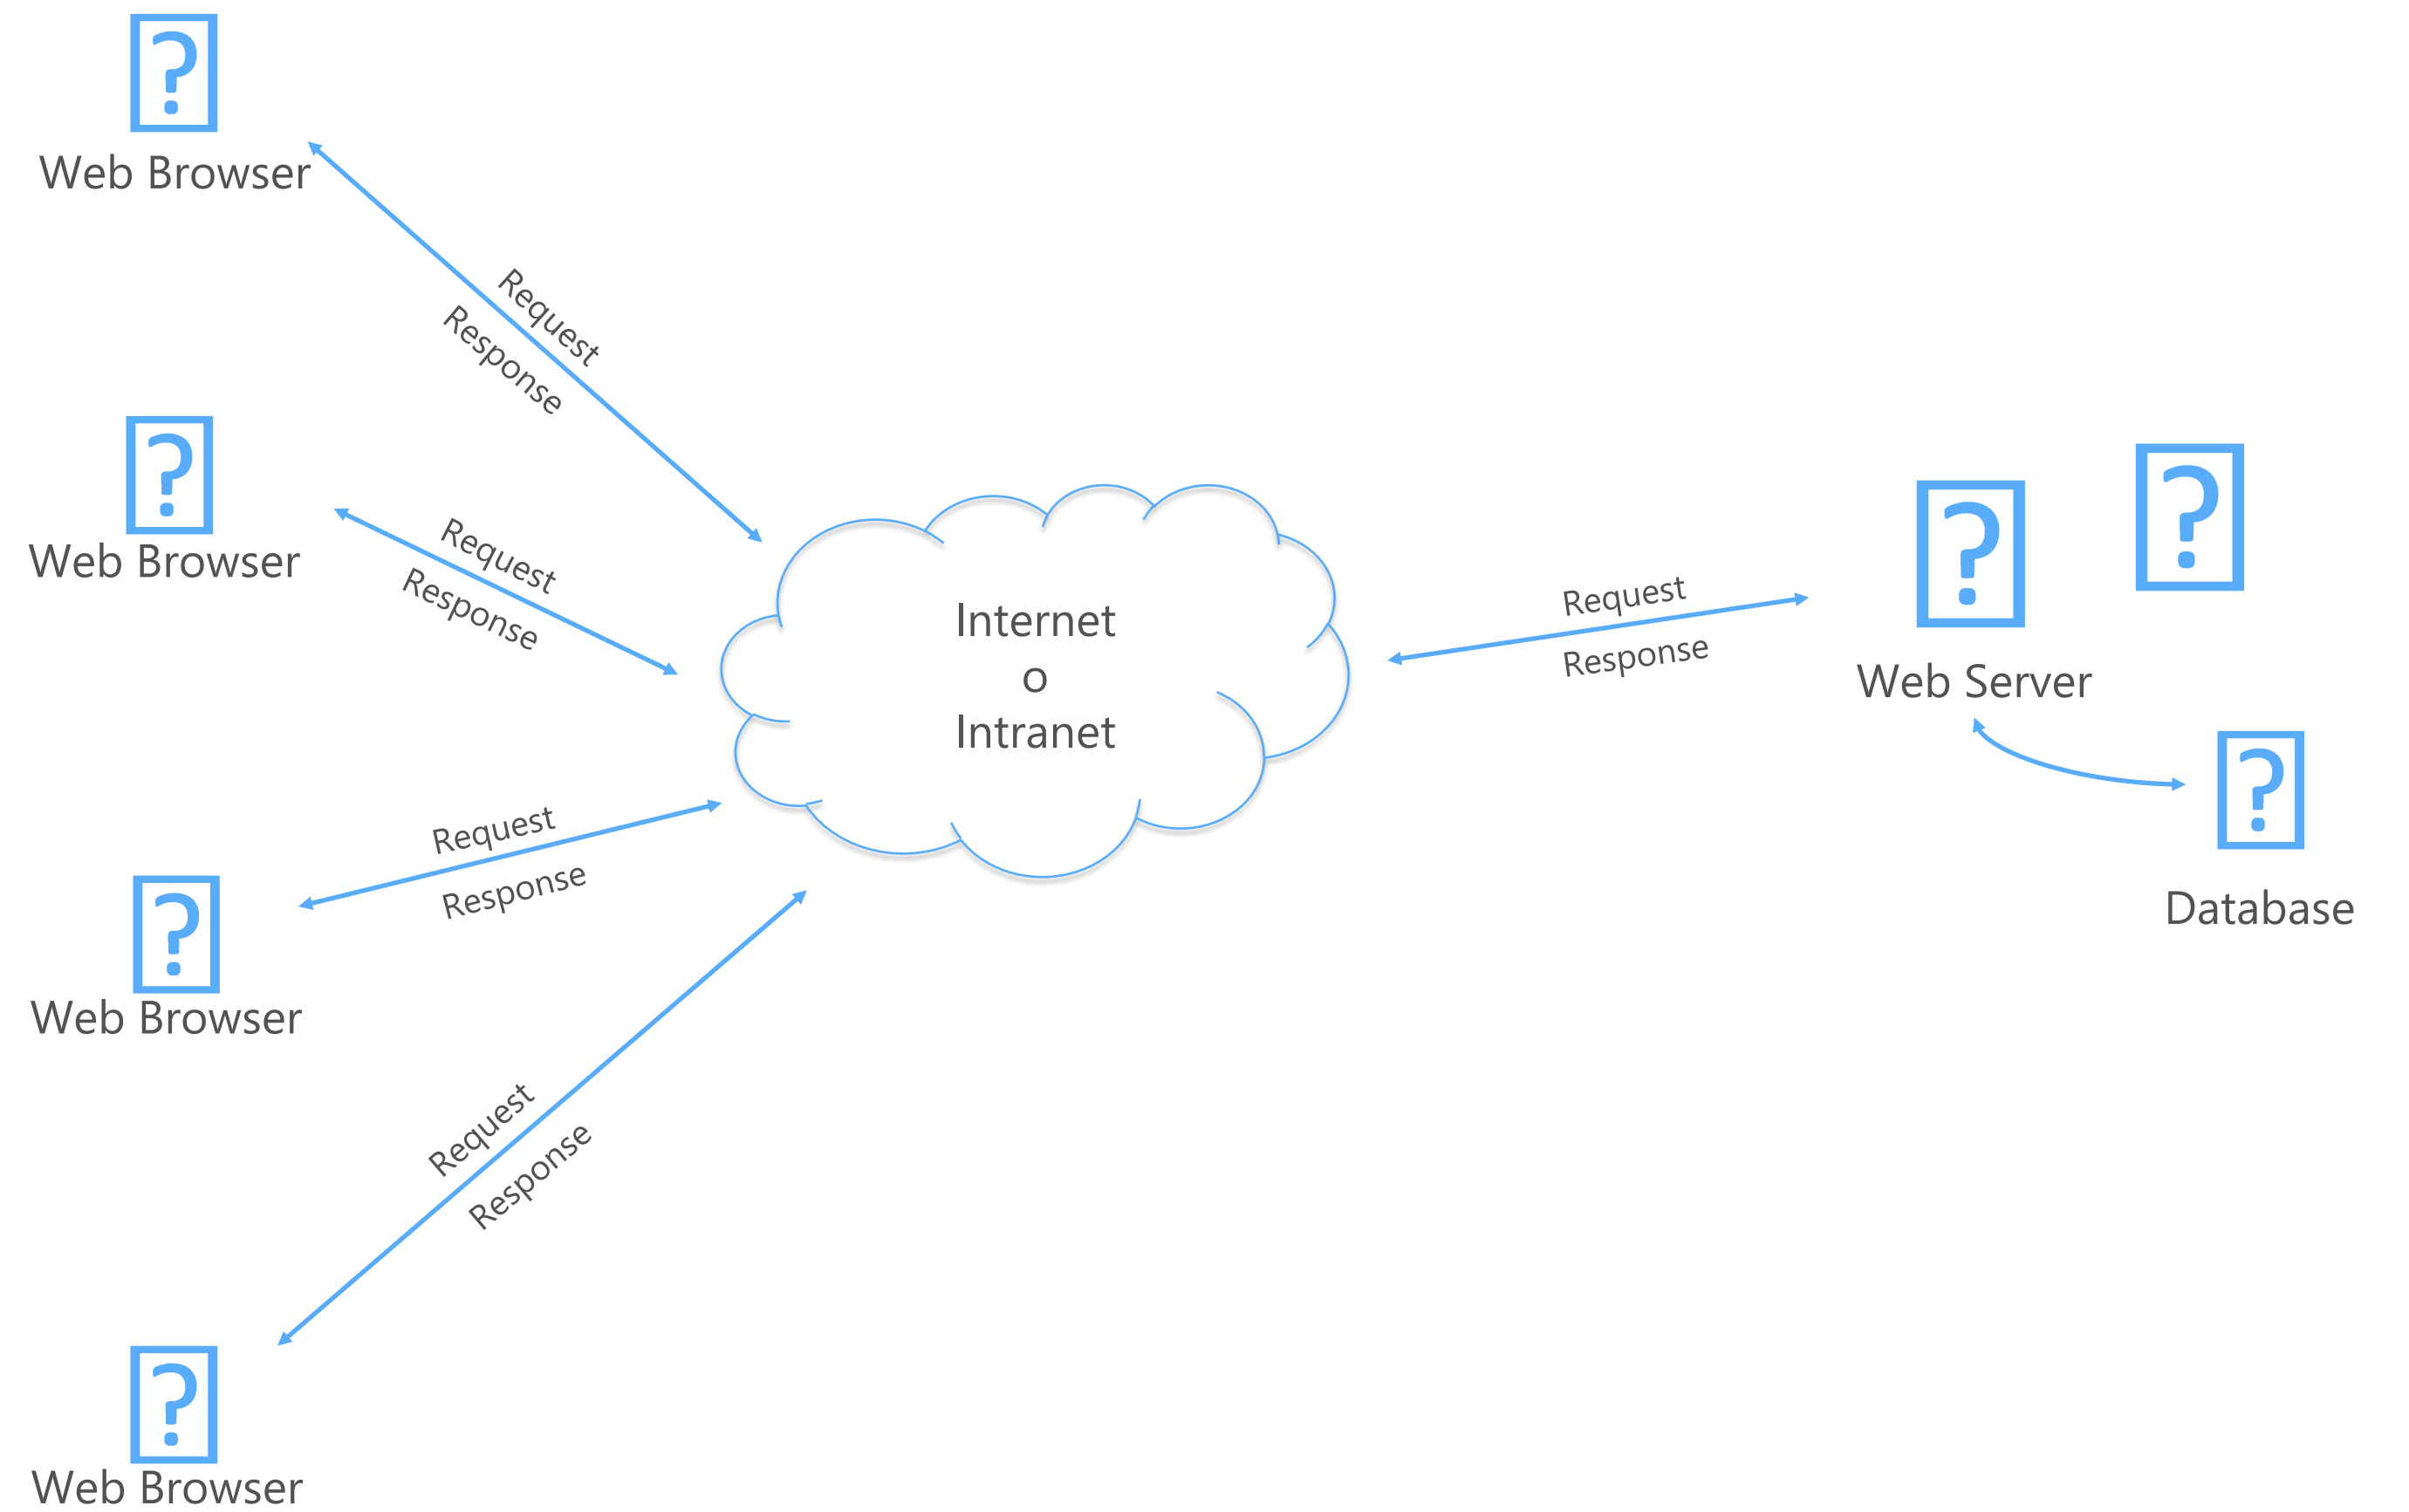 Web Browser
Request
Response
Web Browser
Request
Response
Internet
o
Intranet
Request
Response
Web Server
Request
Response
Web Browser
Database
Request
Response
Web Browser